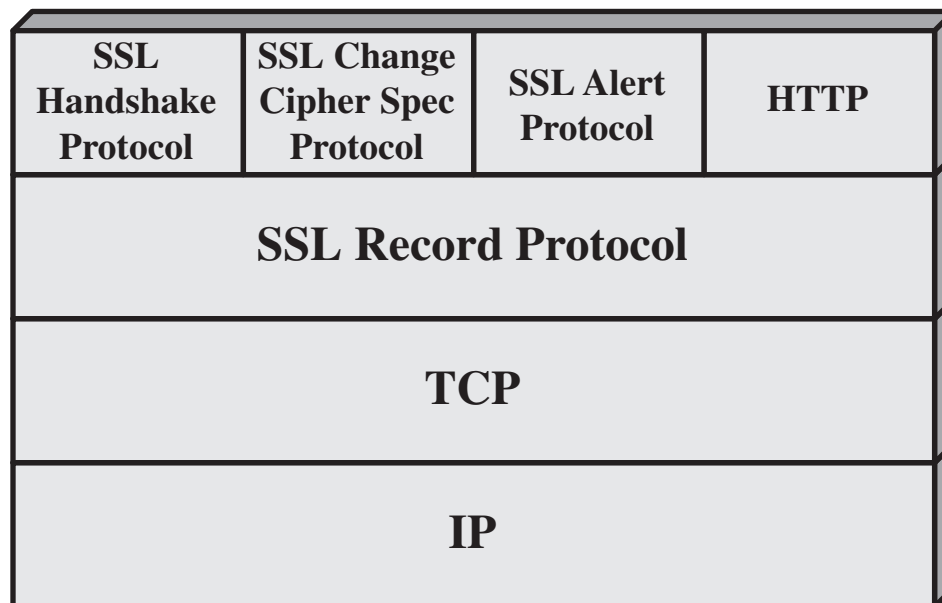 SSL
Handshake
Protocol
SSL Change
Cipher Spec
Protocol
SSL Alert
Protocol
HTTP
SSL Record Protocol
TCP
IP